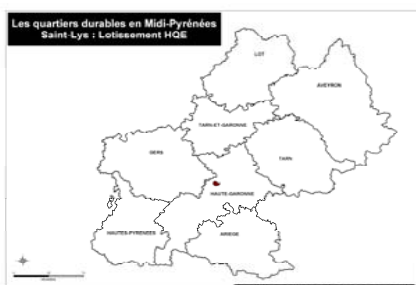 Les quartiers durables en Midi-Pyrénées
Saint-Lys : Lotissement HQE
LOT
AVEYRON
TARN-ET-GARONNE
GERS
TARN
HAUTE-GARONNE
HAUTES-PYRENEES
ARIEGE